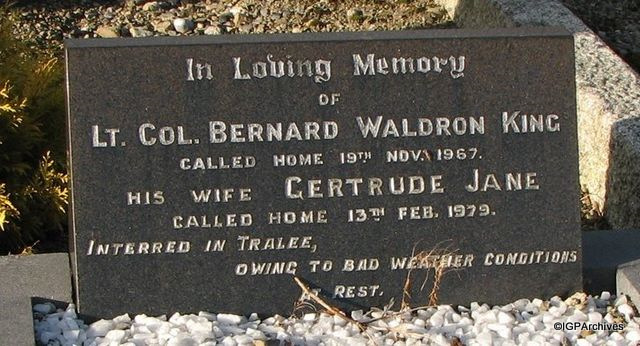 In Loving Memory
OF
LT. COL. BERNARD WALDRON KING
CALLED HOME 19TH NOV. 1967.
HIS WIFE GERTRUDE JANE
CALLED HOME 13TH FEB. 1979.
INTERRED IN TRALEE,
OWING TO BAD WEATHER CONDITIONS
AT REST.
©IGPArchives